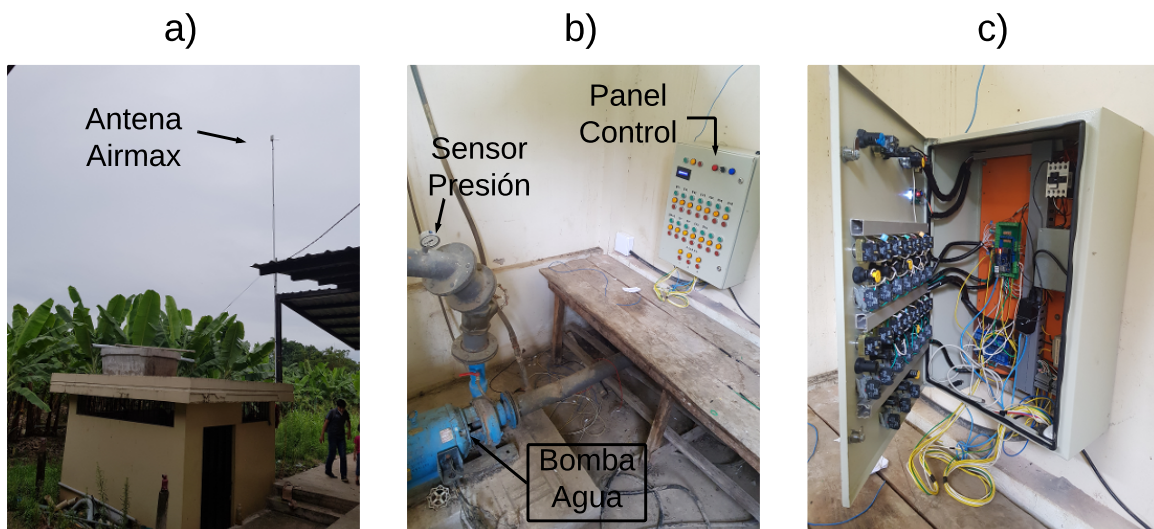 a)
b)
c)
Antena
Airmax
Sensor
Presión
Panel
Control
Bomba
Agua